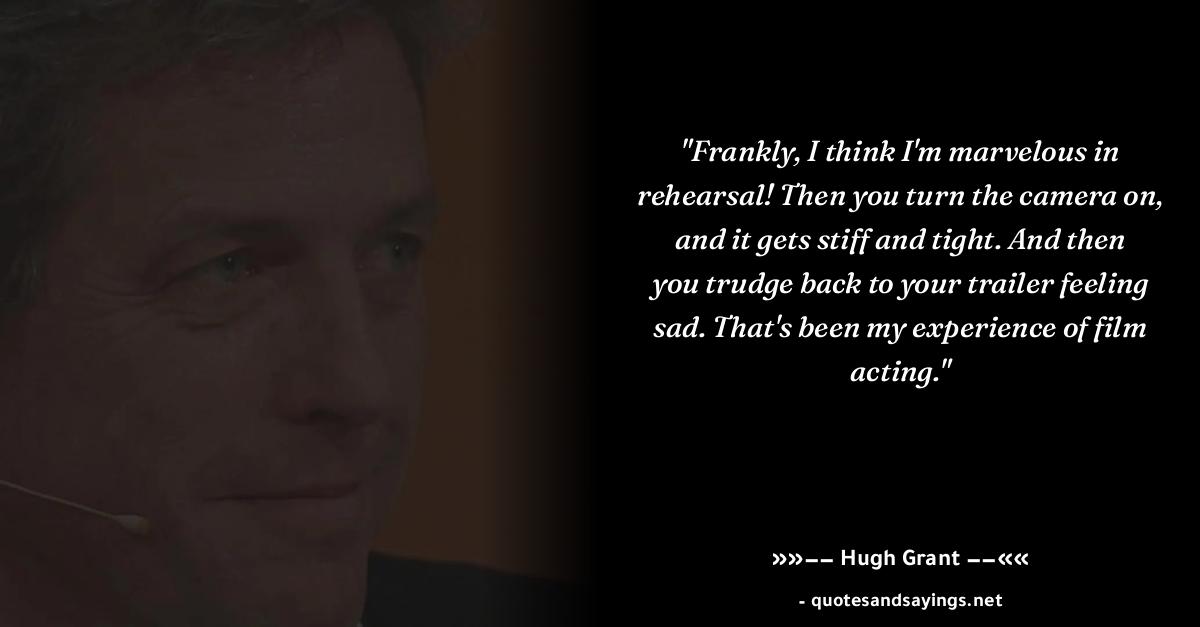 "Frankly, I think I'm marvelous in
rehearsal! Then you turn the camera on,
and it gets stiff and tight. And then
you trudge back to your trailer feeling
sad. That's been my experience of film
acting."
»»−− Hugh Grant −−««
- quotesandsayings.net